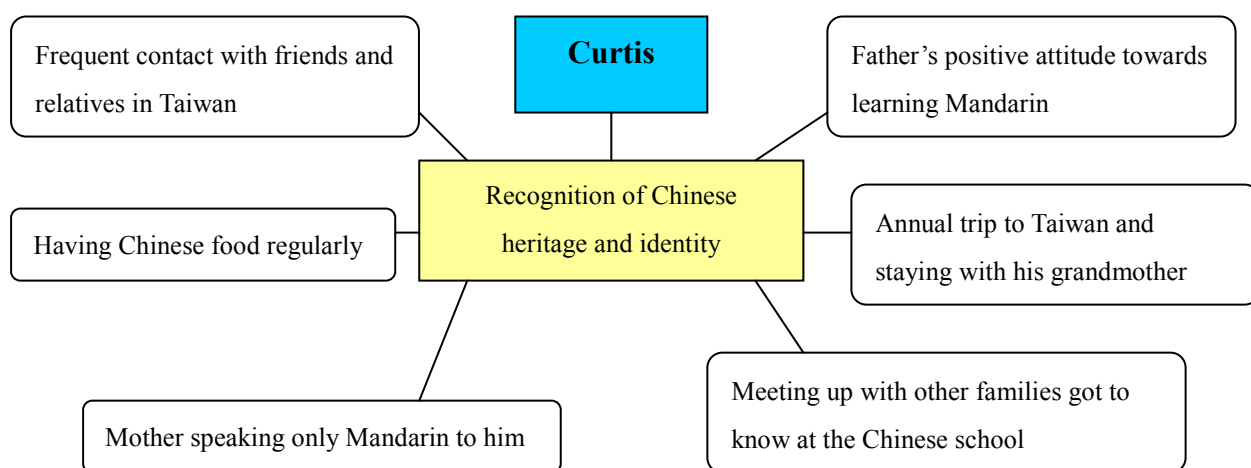 Curtis
Frequent contact with friends and
relatives in Taiwan
Father’s positive attitude towards
learning Mandarin
Recognition of Chinese
heritage and identity
Having Chinese food regularly
Annual trip to Taiwan and
staying with his grandmother
Mother speaking only Mandarin to him
Meeting up with other families got to
know at the Chinese school